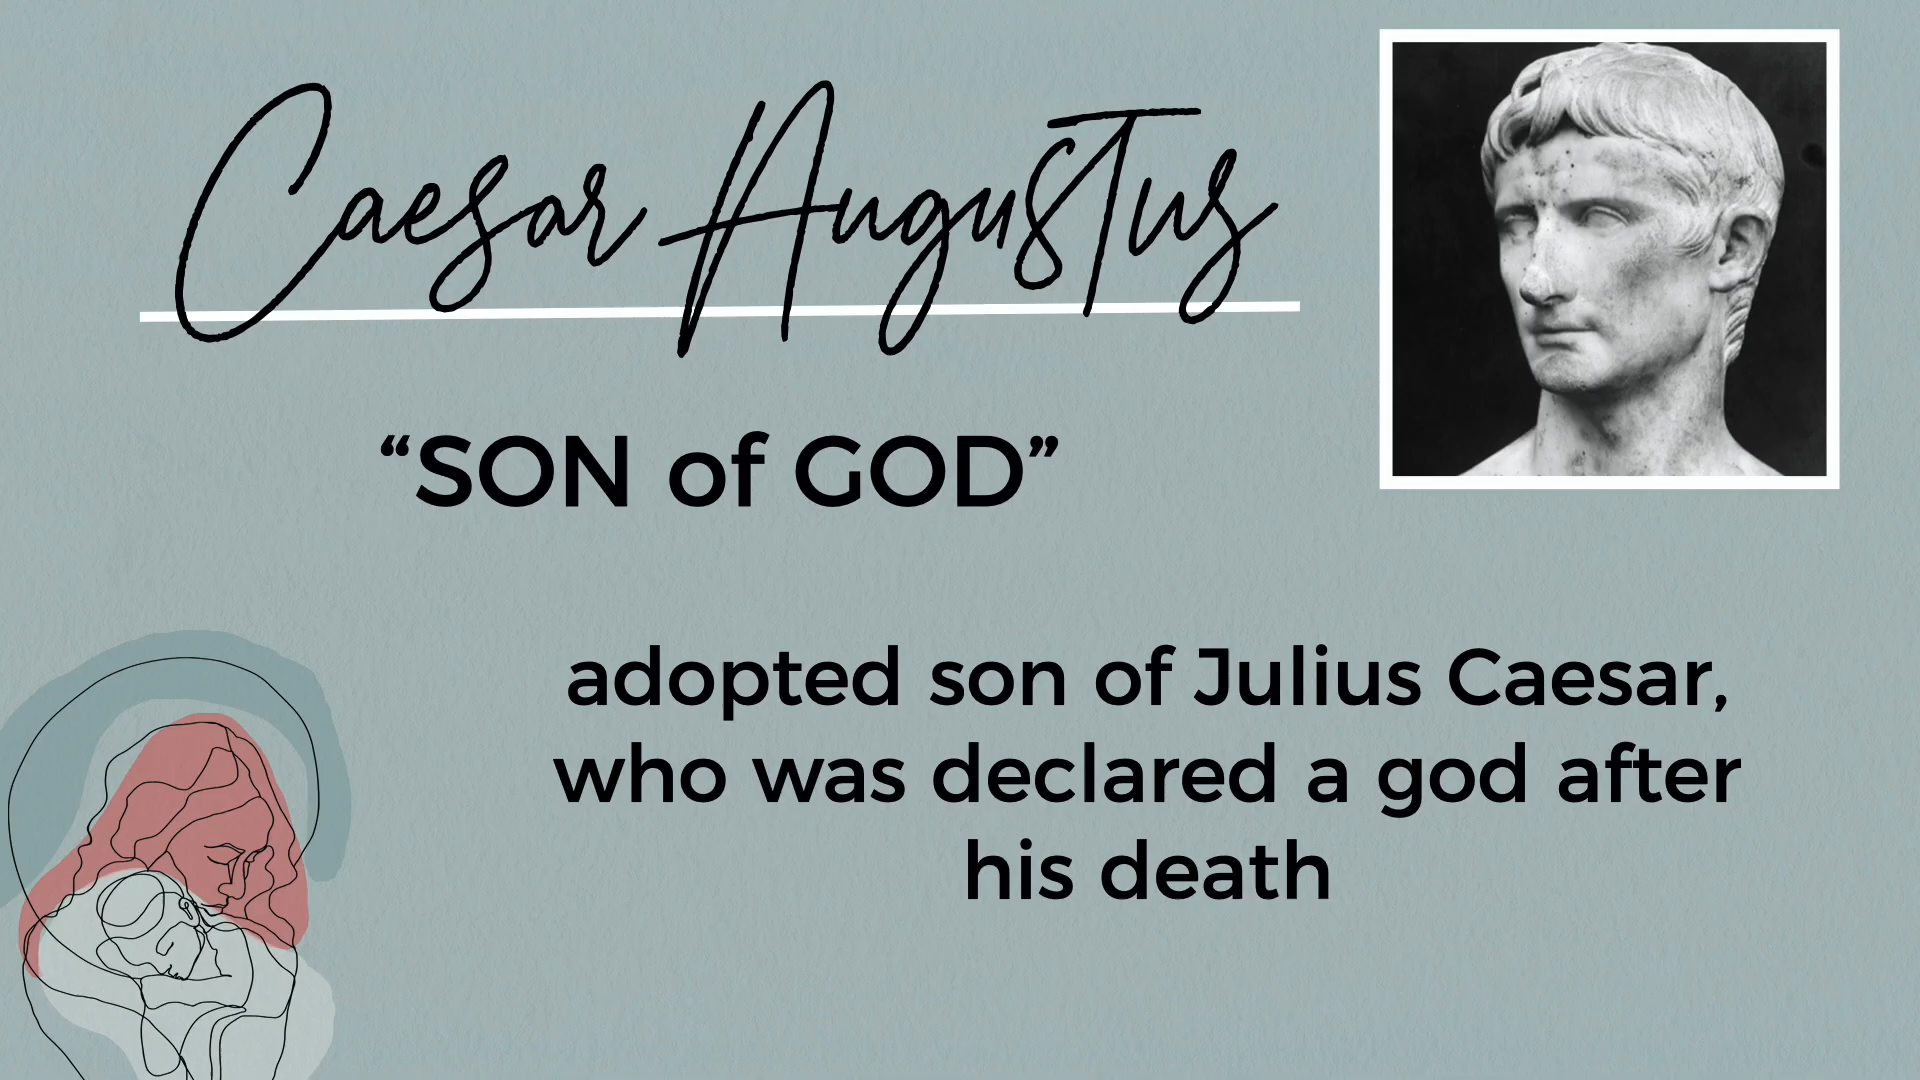 Caesar Augustus
“SON of GOD”
adopted son of Julius Caesar,
who was declared a god after
his death